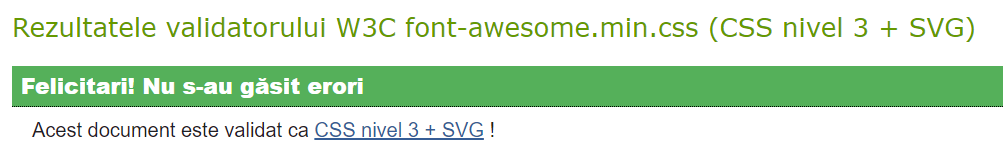 Rezultatele validatorului W3C font-awesome.min.css (CSS nivel 3 + SVG)
Felicitari! Nu s-au găsit erori
Acest document este validat ca CSS nivel 3 + SVG !